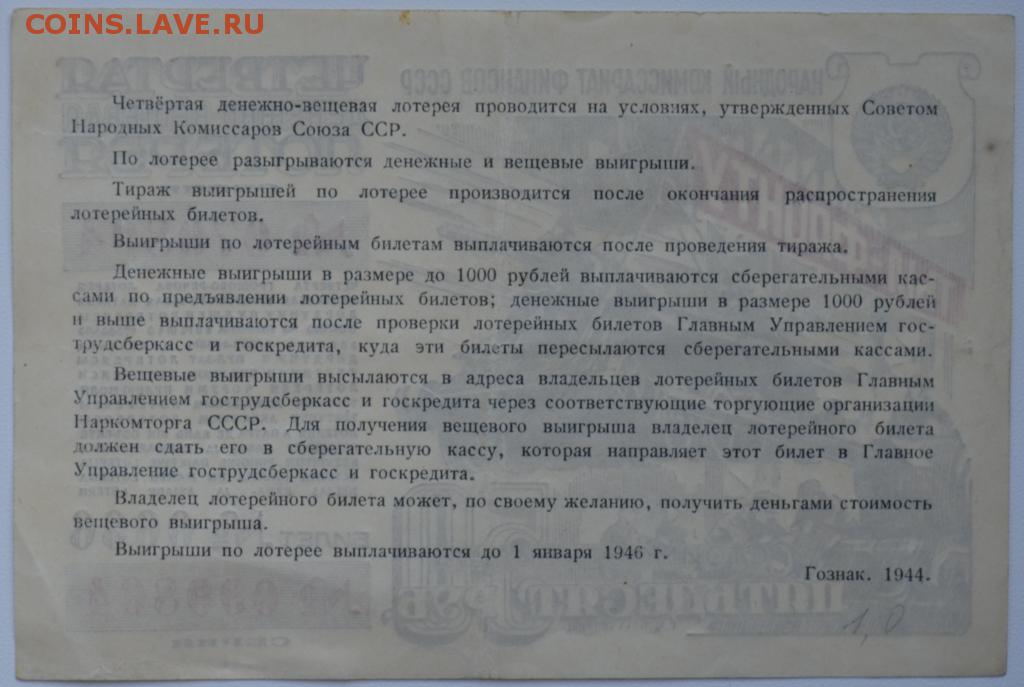 COINS.LAVE.RU
Четвёртая денежно-вещевая лотерея проводится на условиях, утвержденных Советом
Народных Комиссаров Союза ССР.
По лотерее разыгрываются денежные и вещевые выигрыши.
Тираж выигрышей по лотерее производится после окончания распространения
лотерейных билетов.
Выигрыши по лотерейным билетам выплачиваются после проведения тиража.
Денежные выигрыши в размере до 1000 рублей выплачиваются сберегательными кас-
сами по предъявлении лотерейных билетов; денежные выигрыши в размере 1000 рублей
и выше выплачиваются после проверки лотерейных билетов Главным Управлением гос-
трудсберкасс и госкредита, куда эти билеты пересылаются сберегательными кассами.
Вещевые выигрыши высылаются в адреса владельцев лотерейных билетов Главным
Управлением гострудсберкасс и госкредита через соответствующие торгующие организации
Наркомторга СССР. Для получения вещевого выигрыша владелец лотерейного билета
должен сдать его в сберегательную кассу, которая направляет этот билет в Главное
Управление гострудсберкасс и госкредита.
Владелец лотерейного билета может, по своему желанию, получить деньгами стоимость
вещевого выигрыша.
Выигрыши по лотерее выплачиваются до 1 января 1946 г.
Гознак. 1944.
1,0